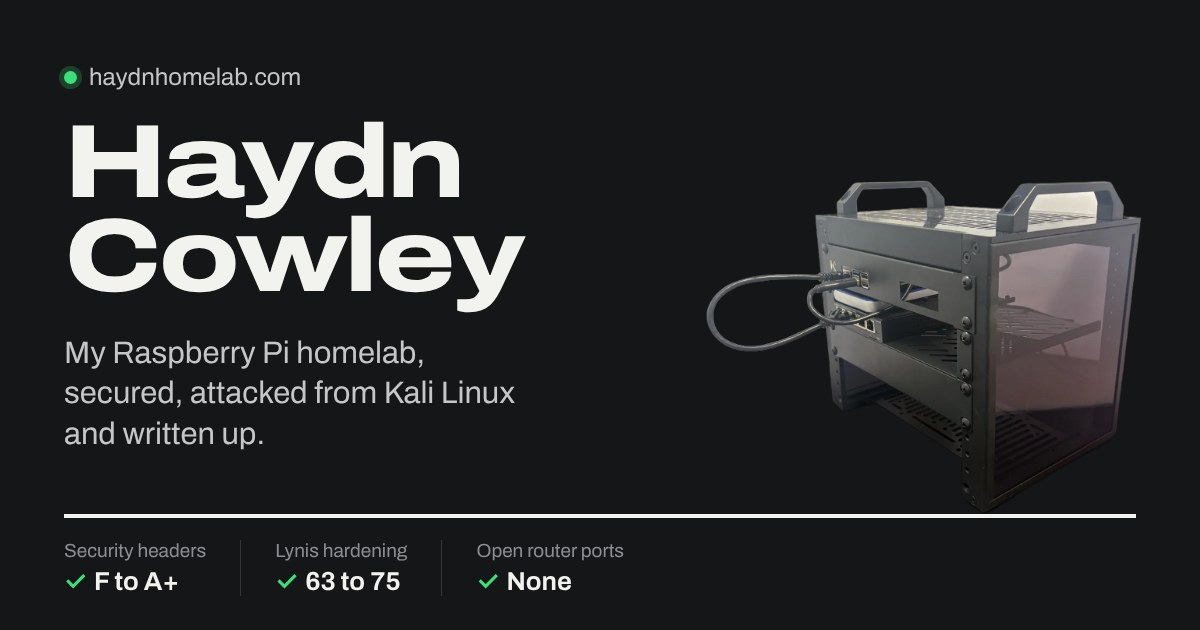 haydnhomelab.com
Haydn
Cowley
My Raspberry Pi homelab,
secured, attacked from Kali Linux
and written up.
Security headers
F to A+
Lynis hardening
63 to 75
Open router ports
None